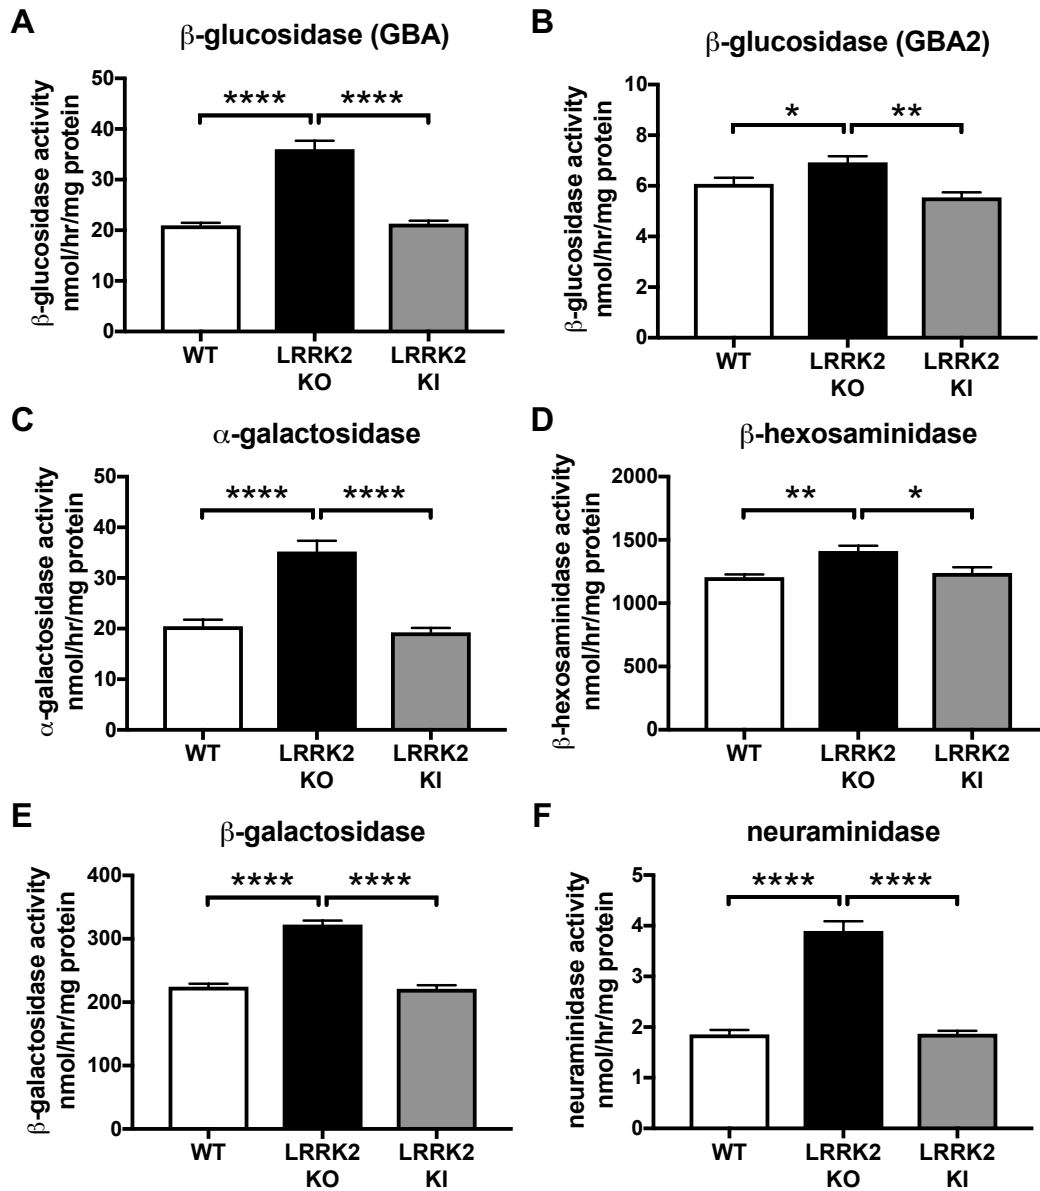 A
β-glucosidase (GBA)
β-glucosidase activity
nmol/hr/mg protein
50
40
30
20
10
0
****
****
WT
LRRK2
KO
LRRK2
KI
B
β-glucosidase (GBA2)
β-glucosidase activity
nmol/hr/mg protein
10
8
6
4
2
0
*
**
WT
LRRK2
KO
LRRK2
KI
C
α-galactosidase
α-galactosidase activity
nmol/hr/mg protein
50
40
30
20
10
0
****
****
WT
LRRK2
KO
LRRK2
KI
D
β-hexosaminidase
β-hexosaminidase activity
nmol/hr/mg protein
2000
1500
1000
500
0
**
*
WT
LRRK2
KO
LRRK2
KI
E
β-galactosidase
β-galactosidase activity
nmol/hr/mg protein
400
300
200
100
0
****
****
WT
LRRK2
KO
LRRK2
KI
F
neuraminidase
neuraminidase activity
nmol/hr/mg protein
5
4
3
2
1
0
****
****
WT
LRRK2
KO
LRRK2
KI